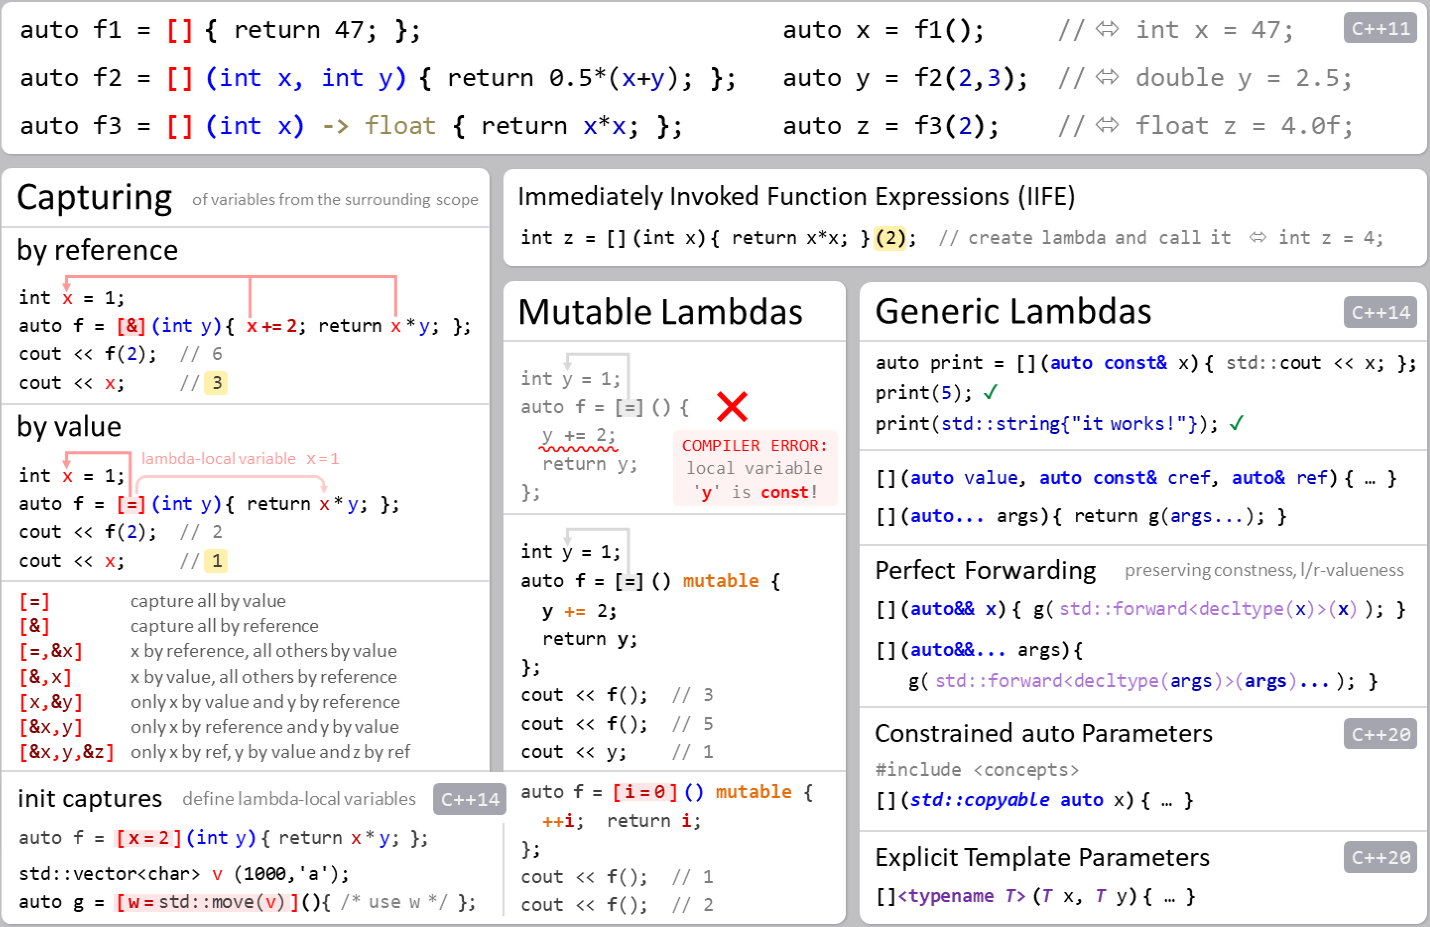 auto f1 = [] { return 47; };    auto x = f1();    // ⇔ int x = 47;    C++11
auto f2 = [] (int x, int y) { return 0.5*(x+y); };    auto y = f2(2,3);    // ⇔ double y = 2.5;
auto f3 = [] (int x) -> float { return x*x; };    auto z = f3(2);    // ⇔ float z = 4.0f;
Capturing of variables from the surrounding scope
by reference
int x = 1;
auto f = [&](int y){ x+=2; return x*y; };
cout << f(2);  // 6
cout << x;     // 3
by value
lambda-local variable x=1
int x = 1;
auto f = [=](int y){ return x*y; };
cout << f(2);  // 2
cout << x;     // 1
[=] capture all by value
[&] capture all by reference
[=,&x] x by reference, all others by value
[&,x] x by value, all others by reference
[x,&y] only x by value and y by reference
[&x,y] only x by reference and y by value
[&x,y,&z] only x by ref, y by value and z by ref
init captures define lambda-local variables C++14
auto f = [x=2](int y){ return x*y; };
std::vector<char> v (1000,'a');
auto g = [w=std::move(v)](){ /* use w */ };
Immediately Invoked Function Expressions (IIFE)
int z = [](int x){ return x*x; }(2);  // create lambda and call it ⇔ int z = 4;
Mutable Lambdas
int y = 1;
auto f = [=]() {
  y += 2;
  return y;
};
COMPILER ERROR:
local variable
'y' is const!
int y = 1;
auto f = [=]() mutable {
  y += 2;
  return y;
};
cout << f();  // 3
cout << f();  // 5
cout << y;    // 1
auto f = [i=0]() mutable {
  ++i;  return i;
};
cout << f();  // 1
cout << f();  // 2
Generic Lambdas C++14
auto print = [](auto const& x){ std::cout << x; };
print(5); ✓
print(std::string{"it works!"}); ✓
[](auto value, auto const& cref, auto& ref){ … }
[](auto... args){ return g(args...); }
Perfect Forwarding preserving constness, l/r-valueness
[](auto&& x){ g( std::forward<decltype(x)>(x) ); }
[](auto&&... args){
  g( std::forward<decltype(args)>(args)... ); }
Constrained auto Parameters C++20
#include <concepts>
[](std::copyable auto x){ … }
Explicit Template Parameters C++20
[]<typename T>(T x, T y){ … }